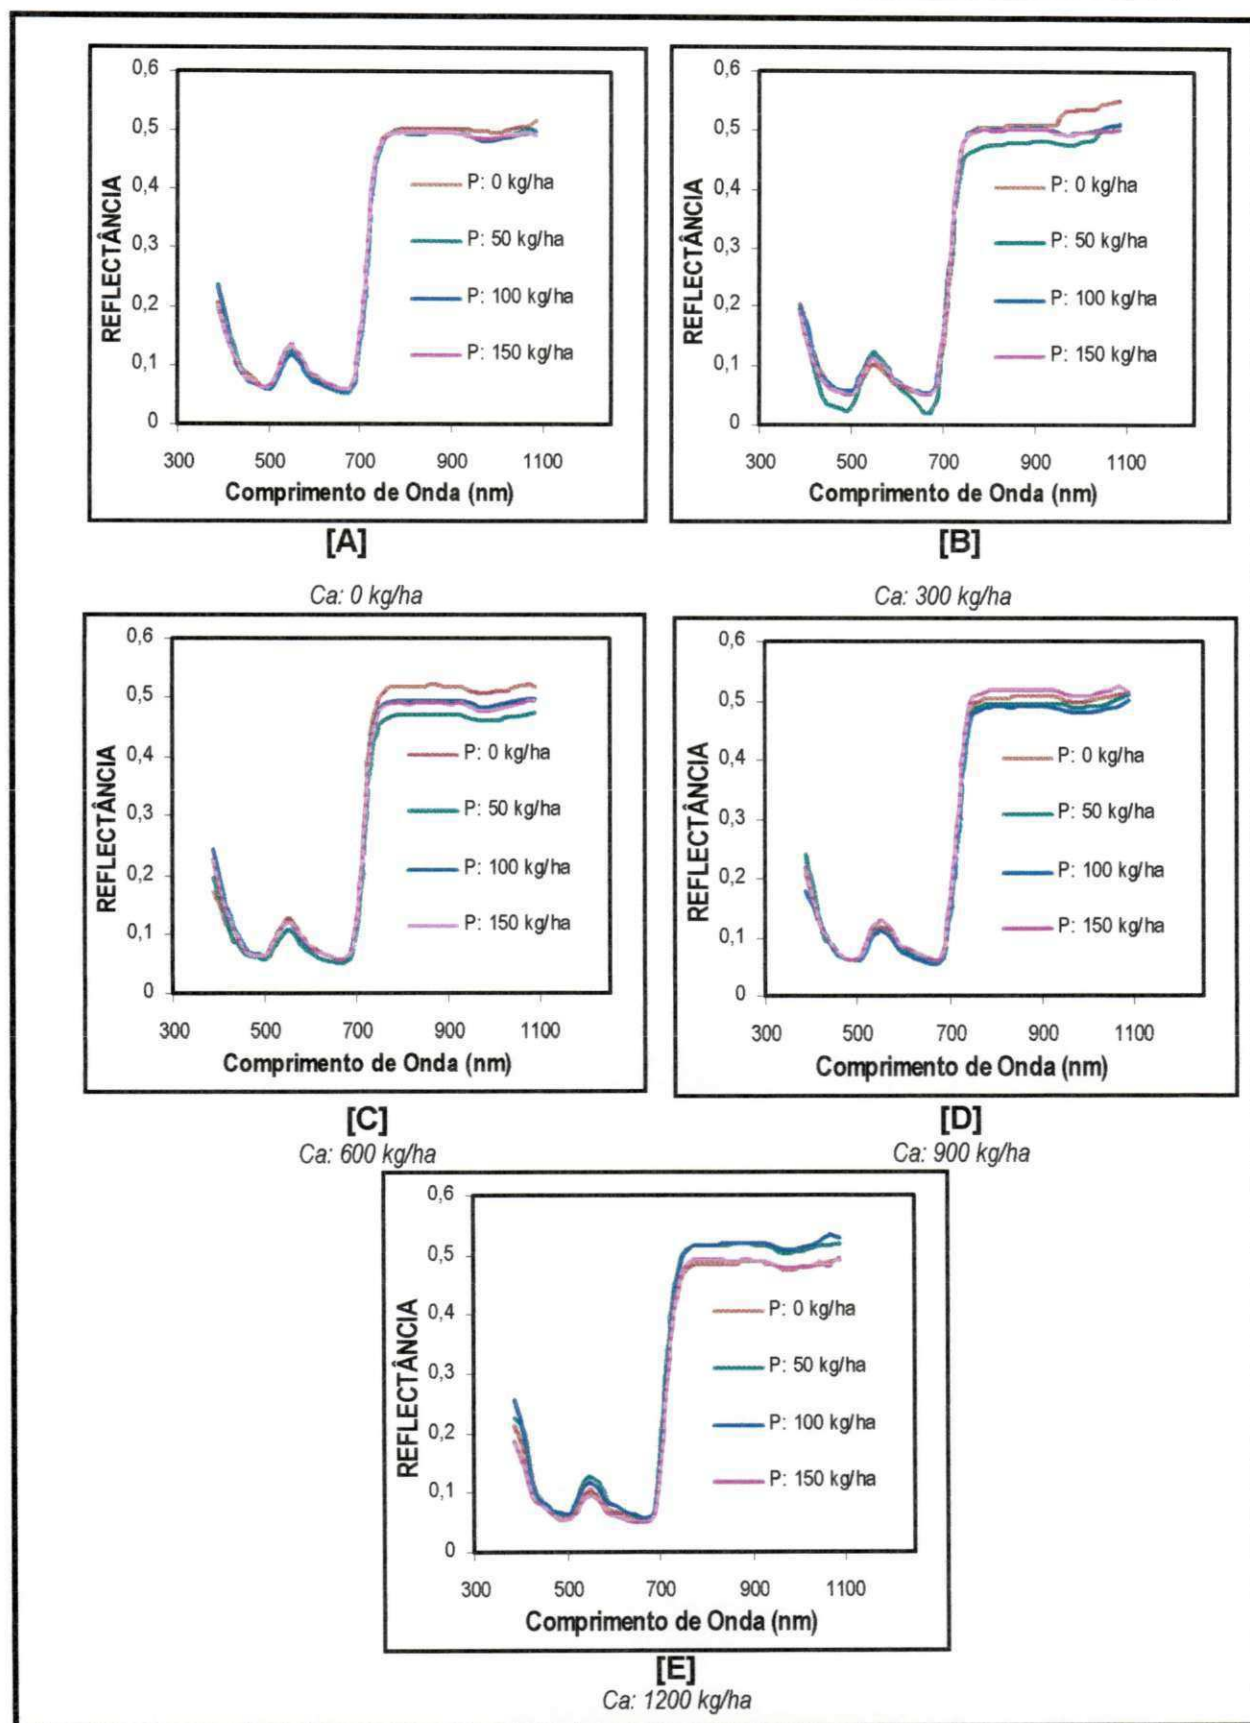 0,6
0,5
0,4
0,3
0,2
0,1
0
REFLECTÂNCIA
P: 0 kg/ha
P: 50 kg/ha
P: 100 kg/ha
P: 150 kg/ha
300 500 700 900 1100
Comprimento de Onda (nm)
[A]
Ca: 0 kg/ha
0,6
0,5
0,4
0,3
0,2
0,1
0
REFLECTÂNCIA
P: 0 kg/ha
P: 50 kg/ha
P: 100 kg/ha
P: 150 kg/ha
300 500 700 900 1100
Comprimento de Onda (nm)
[B]
Ca: 300 kg/ha
0,6
0,5
0,4
0,3
0,2
0,1
0
REFLECTÂNCIA
P: 0 kg/ha
P: 50 kg/ha
P: 100 kg/ha
P: 150 kg/ha
300 500 700 900 1100
Comprimento de Onda (nm)
[C]
Ca: 600 kg/ha
0,6
0,5
0,4
0,3
0,2
0,1
0
REFLECTÂNCIA
P: 0 kg/ha
P: 50 kg/ha
P: 100 kg/ha
P: 150 kg/ha
300 500 700 900 1100
Comprimento de Onda (nm)
[D]
Ca: 900 kg/ha
0,6
0,5
0,4
0,3
0,2
0,1
0
REFLECTÂNCIA
P: 0 kg/ha
P: 50 kg/ha
P: 100 kg/ha
P: 150 kg/ha
300 500 700 900 1100
Comprimento de Onda (nm)
[E]
Ca: 1200 kg/ha